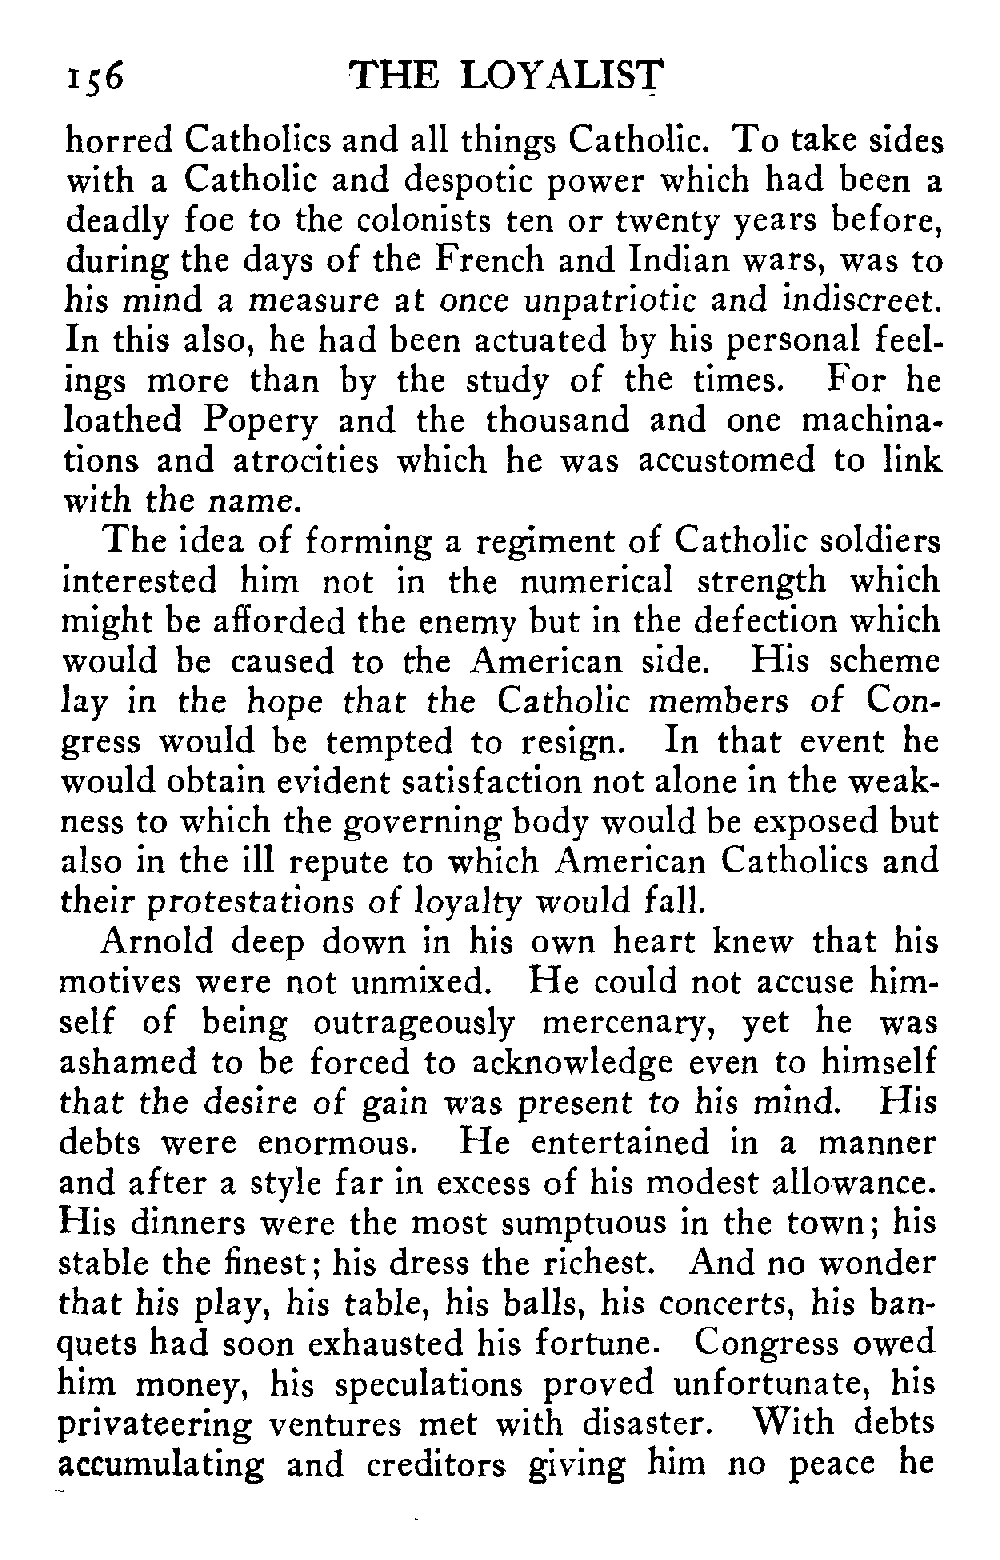 156 THE LOYALIST
horred Catholics and all things Catholic. To take sides
with a Catholic and despotic power which had been a
deadly foe to the colonists ten or twenty years before,
during the days of the French and Indian wars, was to
his mind a measure at once unpatriotic and indiscreet.
In this also, he had been actuated by his personal feel-
ings more than by the study of the times. For he
loathed Popery and the thousand and one machina-
tions and atrocities which he was accustomed to link
with the name.
The idea of forming a regiment of Catholic soldiers
interested him not in the numerical strength which
might be afforded the enemy but in the defection which
would be caused to the American side. His scheme
lay in the hope that the Catholic members of Con-
gress would be tempted to resign. In that event he
would obtain evident satisfaction not alone in the weak-
ness to which the governing body would be exposed but
also in the ill repute to which American Catholics and
their protestations of loyalty would fall.
Arnold deep down in his own heart knew that his
motives were not unmixed. He could not accuse him-
self of being outrageously mercenary, yet he was
ashamed to be forced to acknowledge even to himself
that the desire of gain was present to his mind. His
debts were enormous. He entertained in a manner
and after a style far in excess of his modest allowance.
His dinners were the most sumptuous in the town; his
stable the finest; his dress the richest. And no wonder
that his play, his table, his balls, his concerts, his ban-
quets had soon exhausted his fortune. Congress owed
him money, his speculations proved unfortunate, his
privateering ventures met with disaster. With debts
accumulating and creditors giving him no peace he